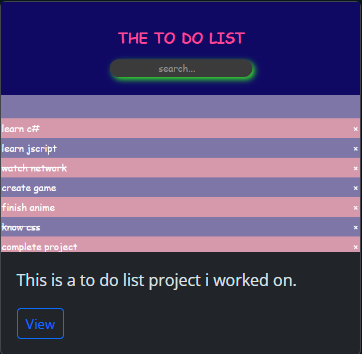 THE TO DO LIST
search...
learn c# ×
learn jscript ×
watch network ×
create game ×
finish anime ×
know css ×
complete project ×
This is a to do list project i worked on.
View